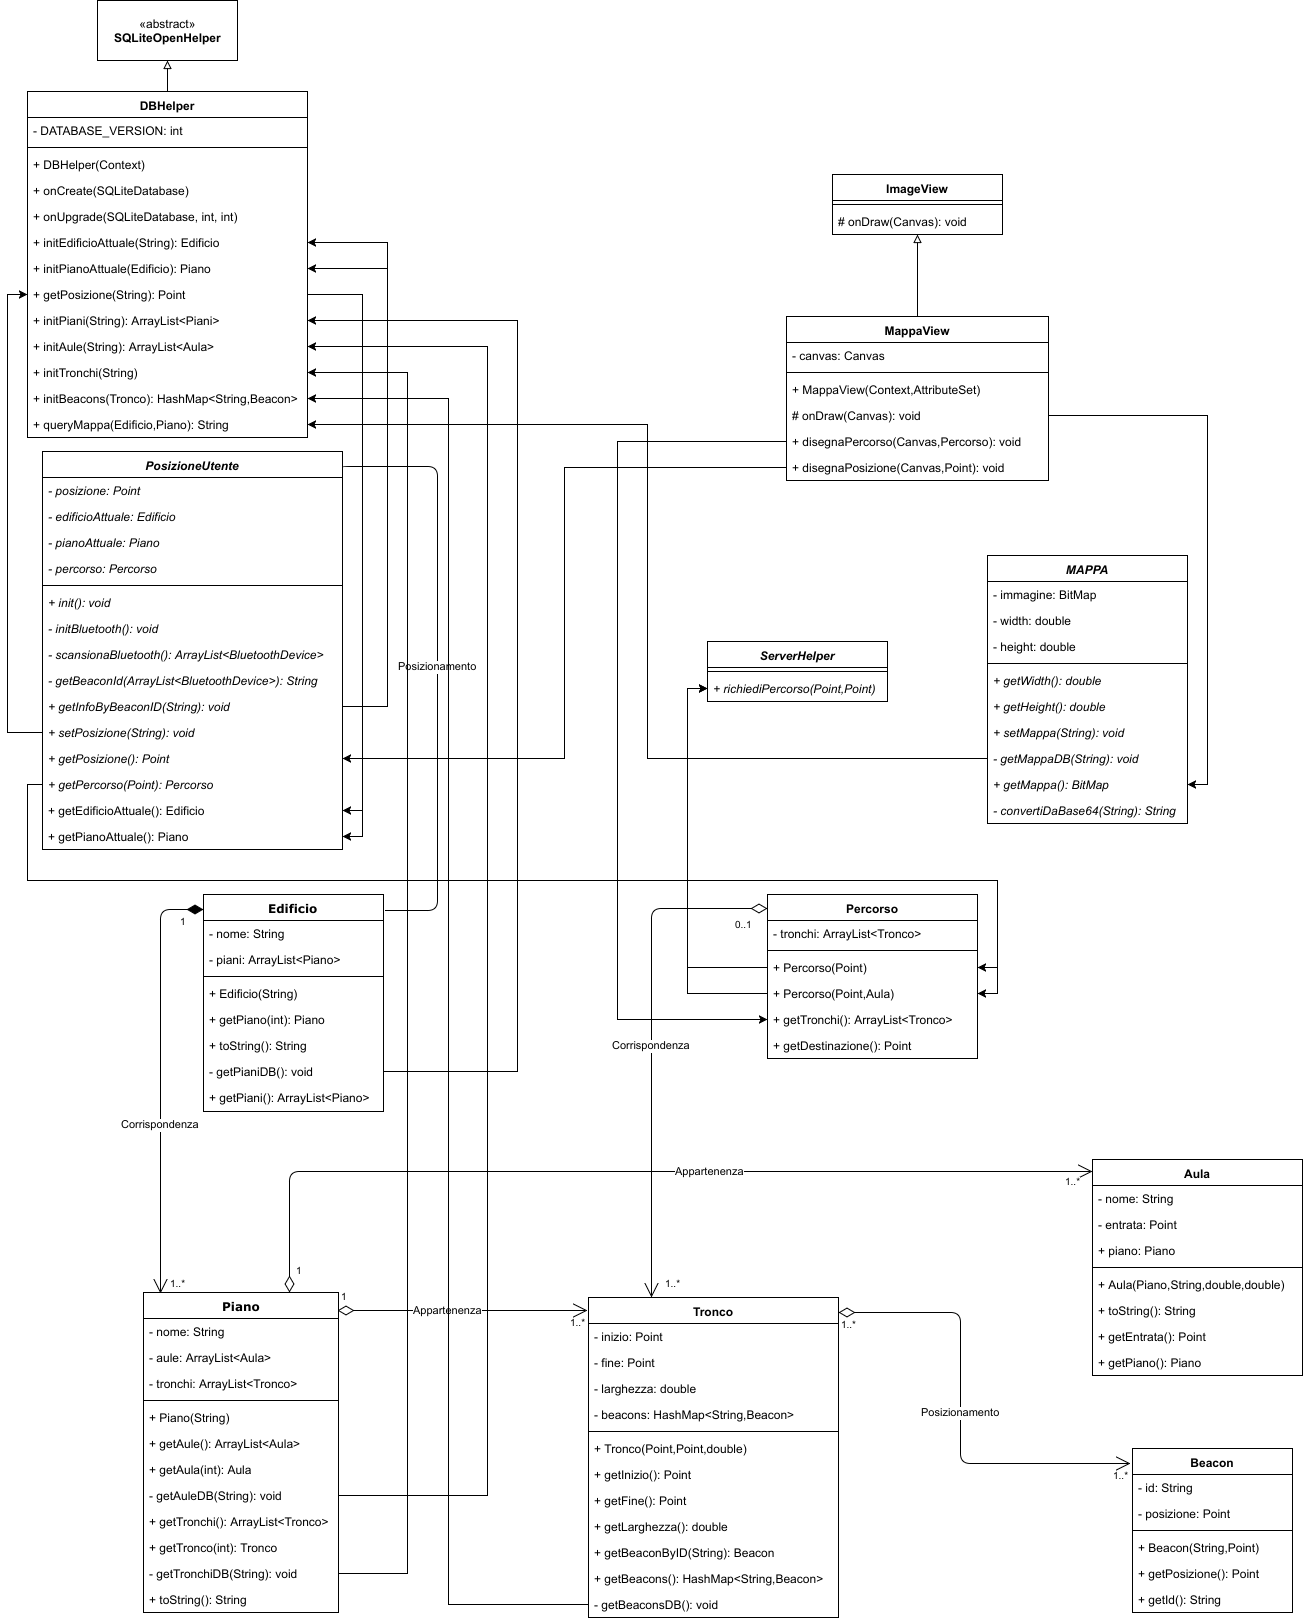 «abstract»
SQLiteOpenHelper
DBHelper
- DATABASE_VERSION: int
+ DBHelper(Context)
+ onCreate(SQLiteDatabase)
+ onUpgrade(SQLiteDatabase, int, int)
+ initEdificioAttuale(String): Edificio
+ initPianoAttuale(Edificio): Piano
+ getPosizione(String): Point
+ initPiani(String): ArrayList<Piani>
+ initAule(String): ArrayList<Aula>
+ initTronchi(String)
+ initBeacons(Tronco): HashMap<String,Beacon>
+ queryMappa(Edificio,Piano): String
ImageView
# onDraw(Canvas): void
MappaView
- canvas: Canvas
+ MappaView(Context,AttributeSet)
# onDraw(Canvas): void
+ disegnaPercorso(Canvas,Percorso): void
+ disegnaPosizione(Canvas,Point): void
PosizioneUtente
- posizione: Point
- edificioAttuale: Edificio
- pianoAttuale: Piano
- percorso: Percorso
+ init(): void
- initBluetooth(): void
- scansionaBluetooth(): ArrayList<BluetoothDevice>
- getBeaconId(ArrayList<BluetoothDevice>): String
+ getInfoByBeaconID(String): void
+ setPosizione(String): void
+ getPosizione(): Point
+ getPercorso(Point): Percorso
+ getEdificioAttuale(): Edificio
+ getPianoAttuale(): Piano
Posizionamento
ServerHelper
+ richiediPercorso(Point,Point)
MAPPA
- immagine: BitMap
- width: double
- height: double
+ getWidth(): double
+ getHeight(): double
+ setMappa(String): void
- getMappaDB(String): void
+ getMappa(): BitMap
- convertiDaBase64(String): String
Edificio
- nome: String
- piani: ArrayList<Piano>
+ Edificio(String)
+ getPiano(int): Piano
+ toString(): String
- getPianiDB(): void
+ getPiani(): ArrayList<Piano>
1
Corrispondenza
1..*
Percorso
- tronchi: ArrayList<Tronco>
+ Percorso(Point)
+ Percorso(Point,Aula)
+ getTronchi(): ArrayList<Tronco>
+ getDestinazione(): Point
0..1
Corrispondenza
1..*
Appartenenza
1
1..*
Aula
- nome: String
- entrata: Point
+ piano: Piano
+ Aula(Piano,String,double,double)
+ toString(): String
+ getEntrata(): Point
+ getPiano(): Piano
Piano
- nome: String
- aule: ArrayList<Aula>
- tronchi: ArrayList<Tronco>
+ Piano(String)
+ getAule(): ArrayList<Aula>
+ getAula(int): Aula
- getAuleDB(String): void
+ getTronchi(): ArrayList<Tronco>
+ getTronco(int): Tronco
- getTronchiDB(String): void
+ toString(): String
1
Appartenenza
1..*
Tronco
- inizio: Point
- fine: Point
- larghezza: double
- beacons: HashMap<String,Beacon>
+ Tronco(Point,Point,double)
+ getInizio(): Point
+ getFine(): Point
+ getLarghezza(): double
+ getBeaconByID(String): Beacon
+ getBeacons(): HashMap<String,Beacon>
- getBeaconsDB(): void
1..*
Posizionamento
1..*
Beacon
- id: String
- posizione: Point
+ Beacon(String,Point)
+ getPosizione(): Point
+ getId(): String